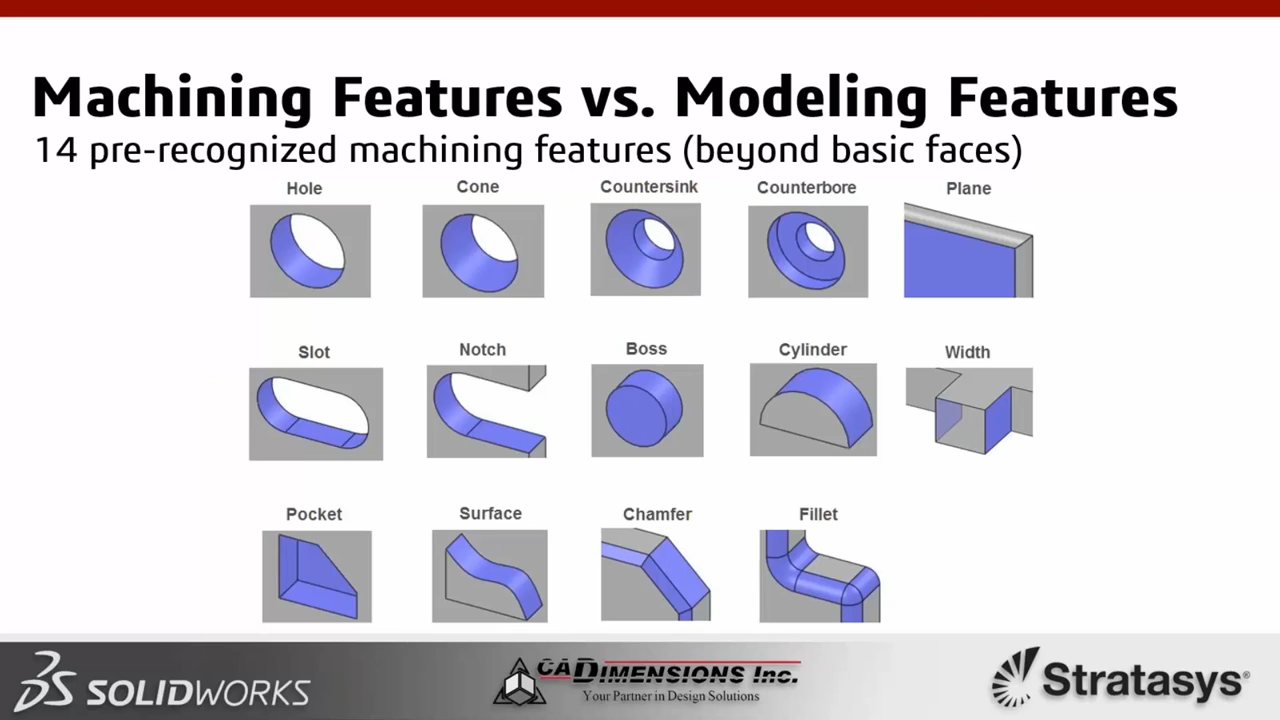 Machining Features vs. Modeling Features
14 pre-recognized machining features (beyond basic faces)
Hole Cone Countersink Counterbore Plane
Slot Notch Boss Cylinder Width
Pocket Surface Chamfer Fillet
SOLIDWORKS
CADIMENSIONS Inc.
Your Partner in Design Solutions
Stratasys®